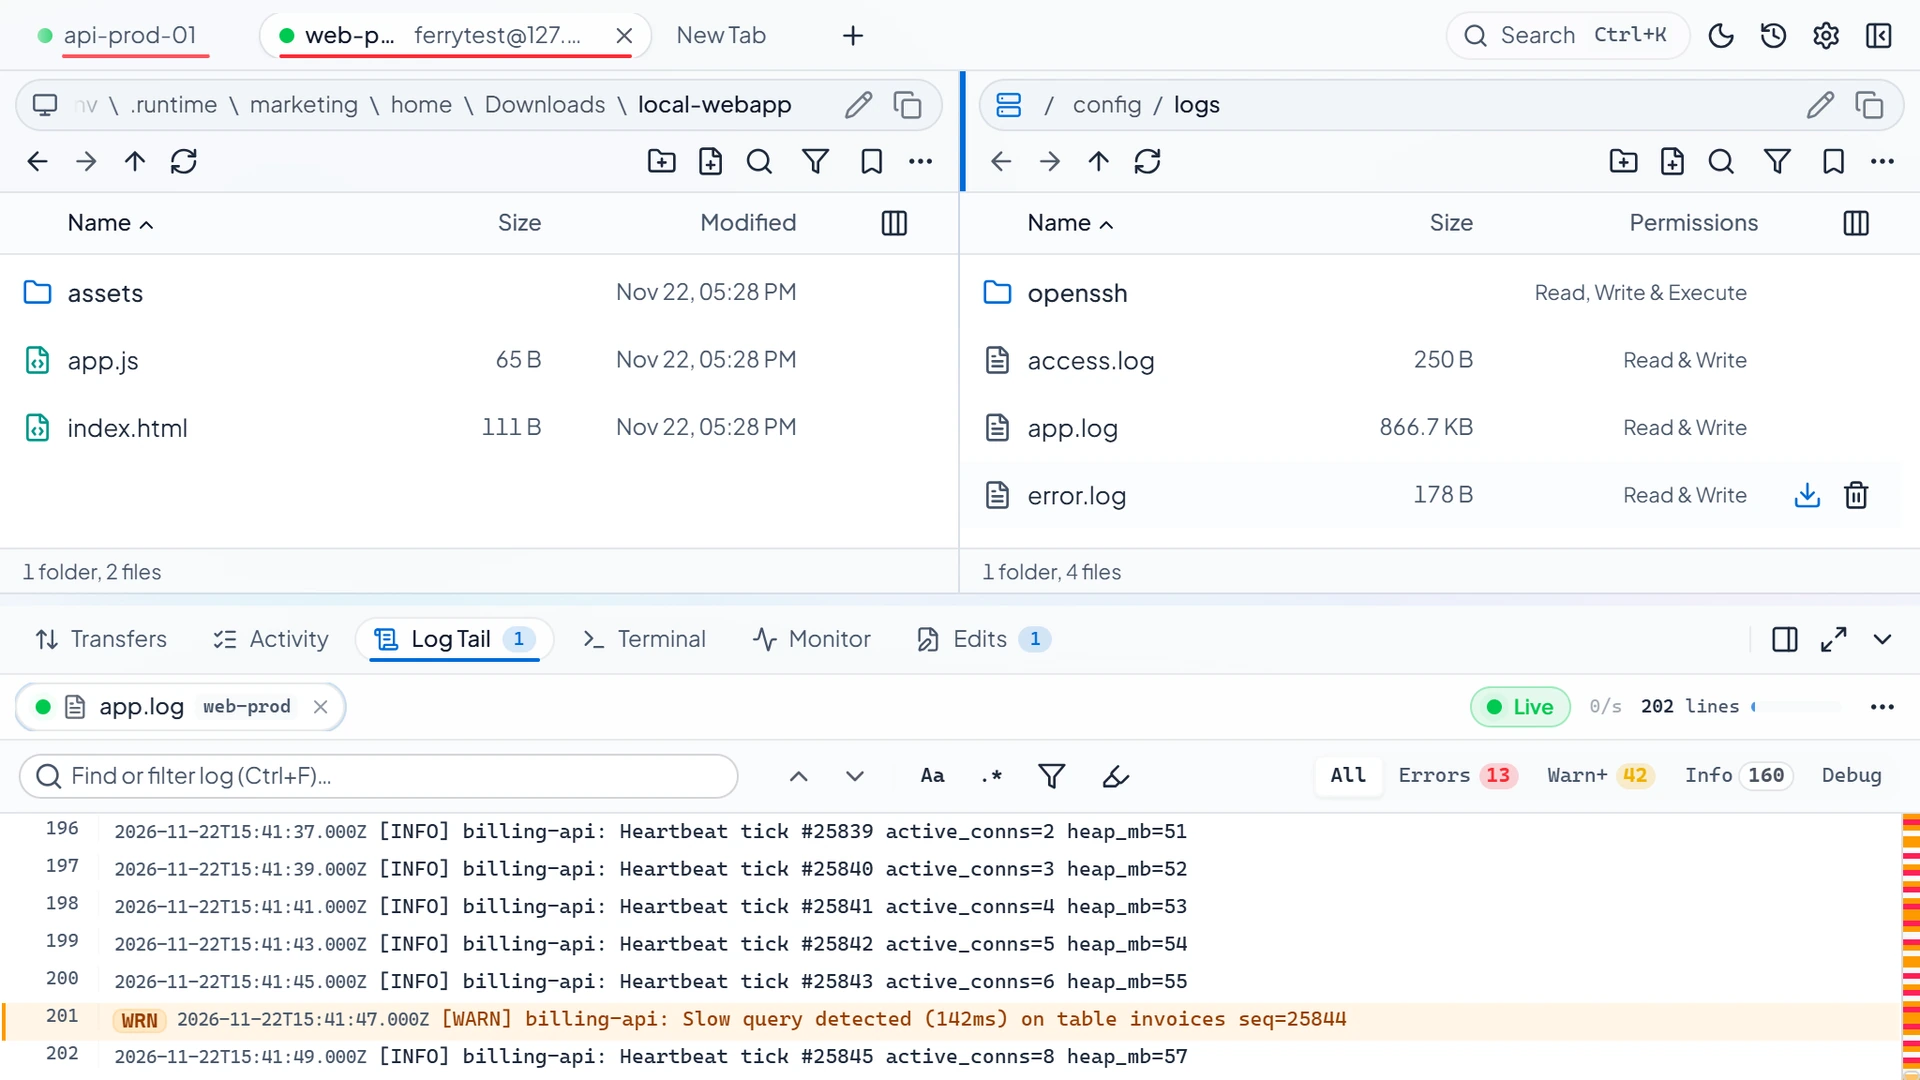 api-prod-01 web-p... ferrytest@127.... New Tab Search Ctrl+K
nv \ .runtime \ marketing \ home \ Downloads \ local-webapp
/ config / logs
Name Size Modified
Name Size Permissions
assets Nov 22, 05:28 PM
app.js 65 B Nov 22, 05:28 PM
index.html 111 B Nov 22, 05:28 PM
openssh Read, Write & Execute
access.log 250 B Read & Write
app.log 866.7 KB Read & Write
error.log 178 B Read & Write
1 folder, 2 files
1 folder, 4 files
Transfers Activity Log Tail 1 Terminal Monitor Edits 1
app.log web-prod Live 0/s 202 lines
Find or filter log (Ctrl+F)... Aa .* All Errors 13 Warn+ 42 Info 160 Debug
196 2026-11-22T15:41:37.000Z [INFO] billing-api: Heartbeat tick #25839 active_conns=2 heap_mb=51
197 2026-11-22T15:41:39.000Z [INFO] billing-api: Heartbeat tick #25840 active_conns=3 heap_mb=52
198 2026-11-22T15:41:41.000Z [INFO] billing-api: Heartbeat tick #25841 active_conns=4 heap_mb=53
199 2026-11-22T15:41:43.000Z [INFO] billing-api: Heartbeat tick #25842 active_conns=5 heap_mb=54
200 2026-11-22T15:41:45.000Z [INFO] billing-api: Heartbeat tick #25843 active_conns=6 heap_mb=55
201 WRN 2026-11-22T15:41:47.000Z [WARN] billing-api: Slow query detected (142ms) on table invoices seq=25844
202 2026-11-22T15:41:49.000Z [INFO] billing-api: Heartbeat tick #25845 active_conns=8 heap_mb=57